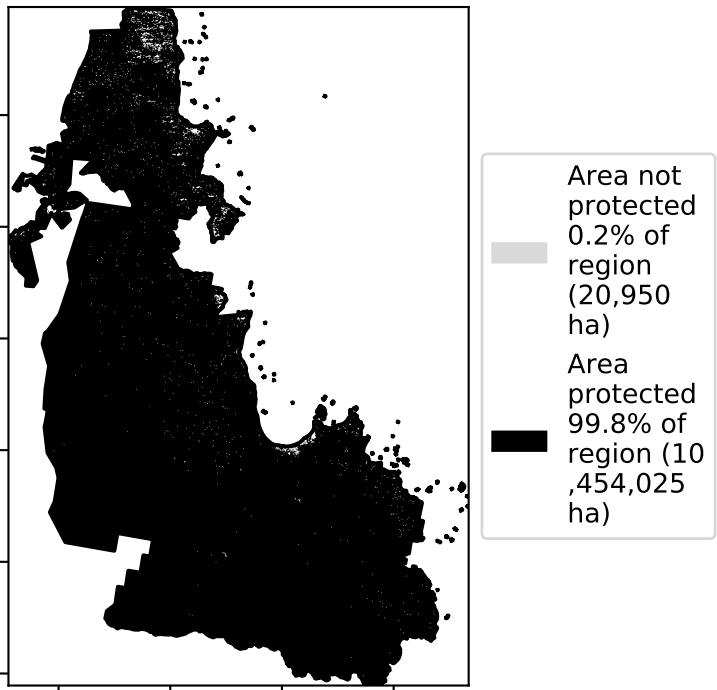 Area not
protected
0.2% of
region
(20,950
ha)
Area
protected
99.8% of
region (10
,454,025
ha)